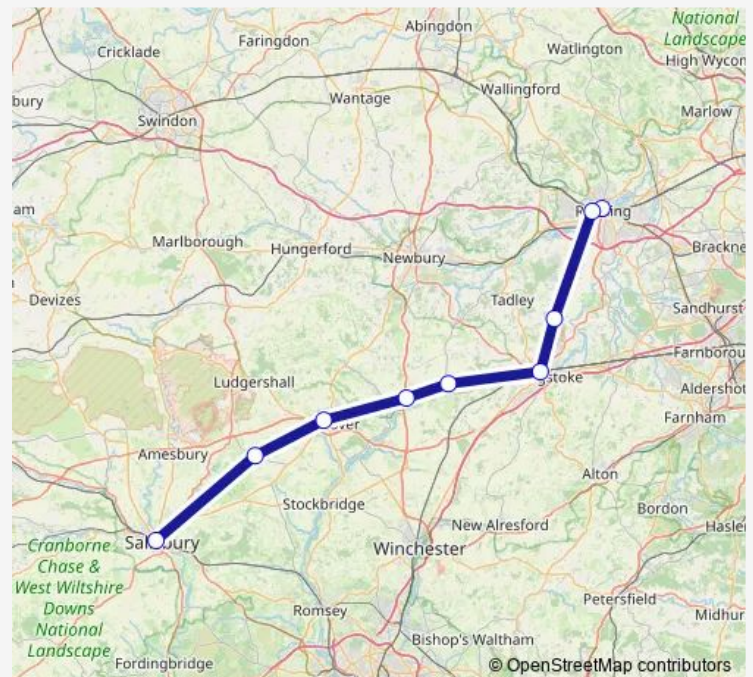 National
Landscape
High Wycom
Abingdon
Faringdon
Cricklade
Watlington
Wallingford
Wantage
Marlow
bury
Swindon
am
Marlborough
Hungerford
Newbury
Brackne
Devizes
Tadley
Sandhurst
Farnborou
Ludgershall
gstoke
Aldershot
ver
Farnham
Amesbury
Alton
Stockbridge
Bordon
New Alresford
Hasler
Winchester
Cranborne
Chase &
West Wiltshire
Downs
National
Landscape
Petersfield
Romsey
Midhur
Bishop's Waltham
Fordingbridge
© OpenStreetMap contributors